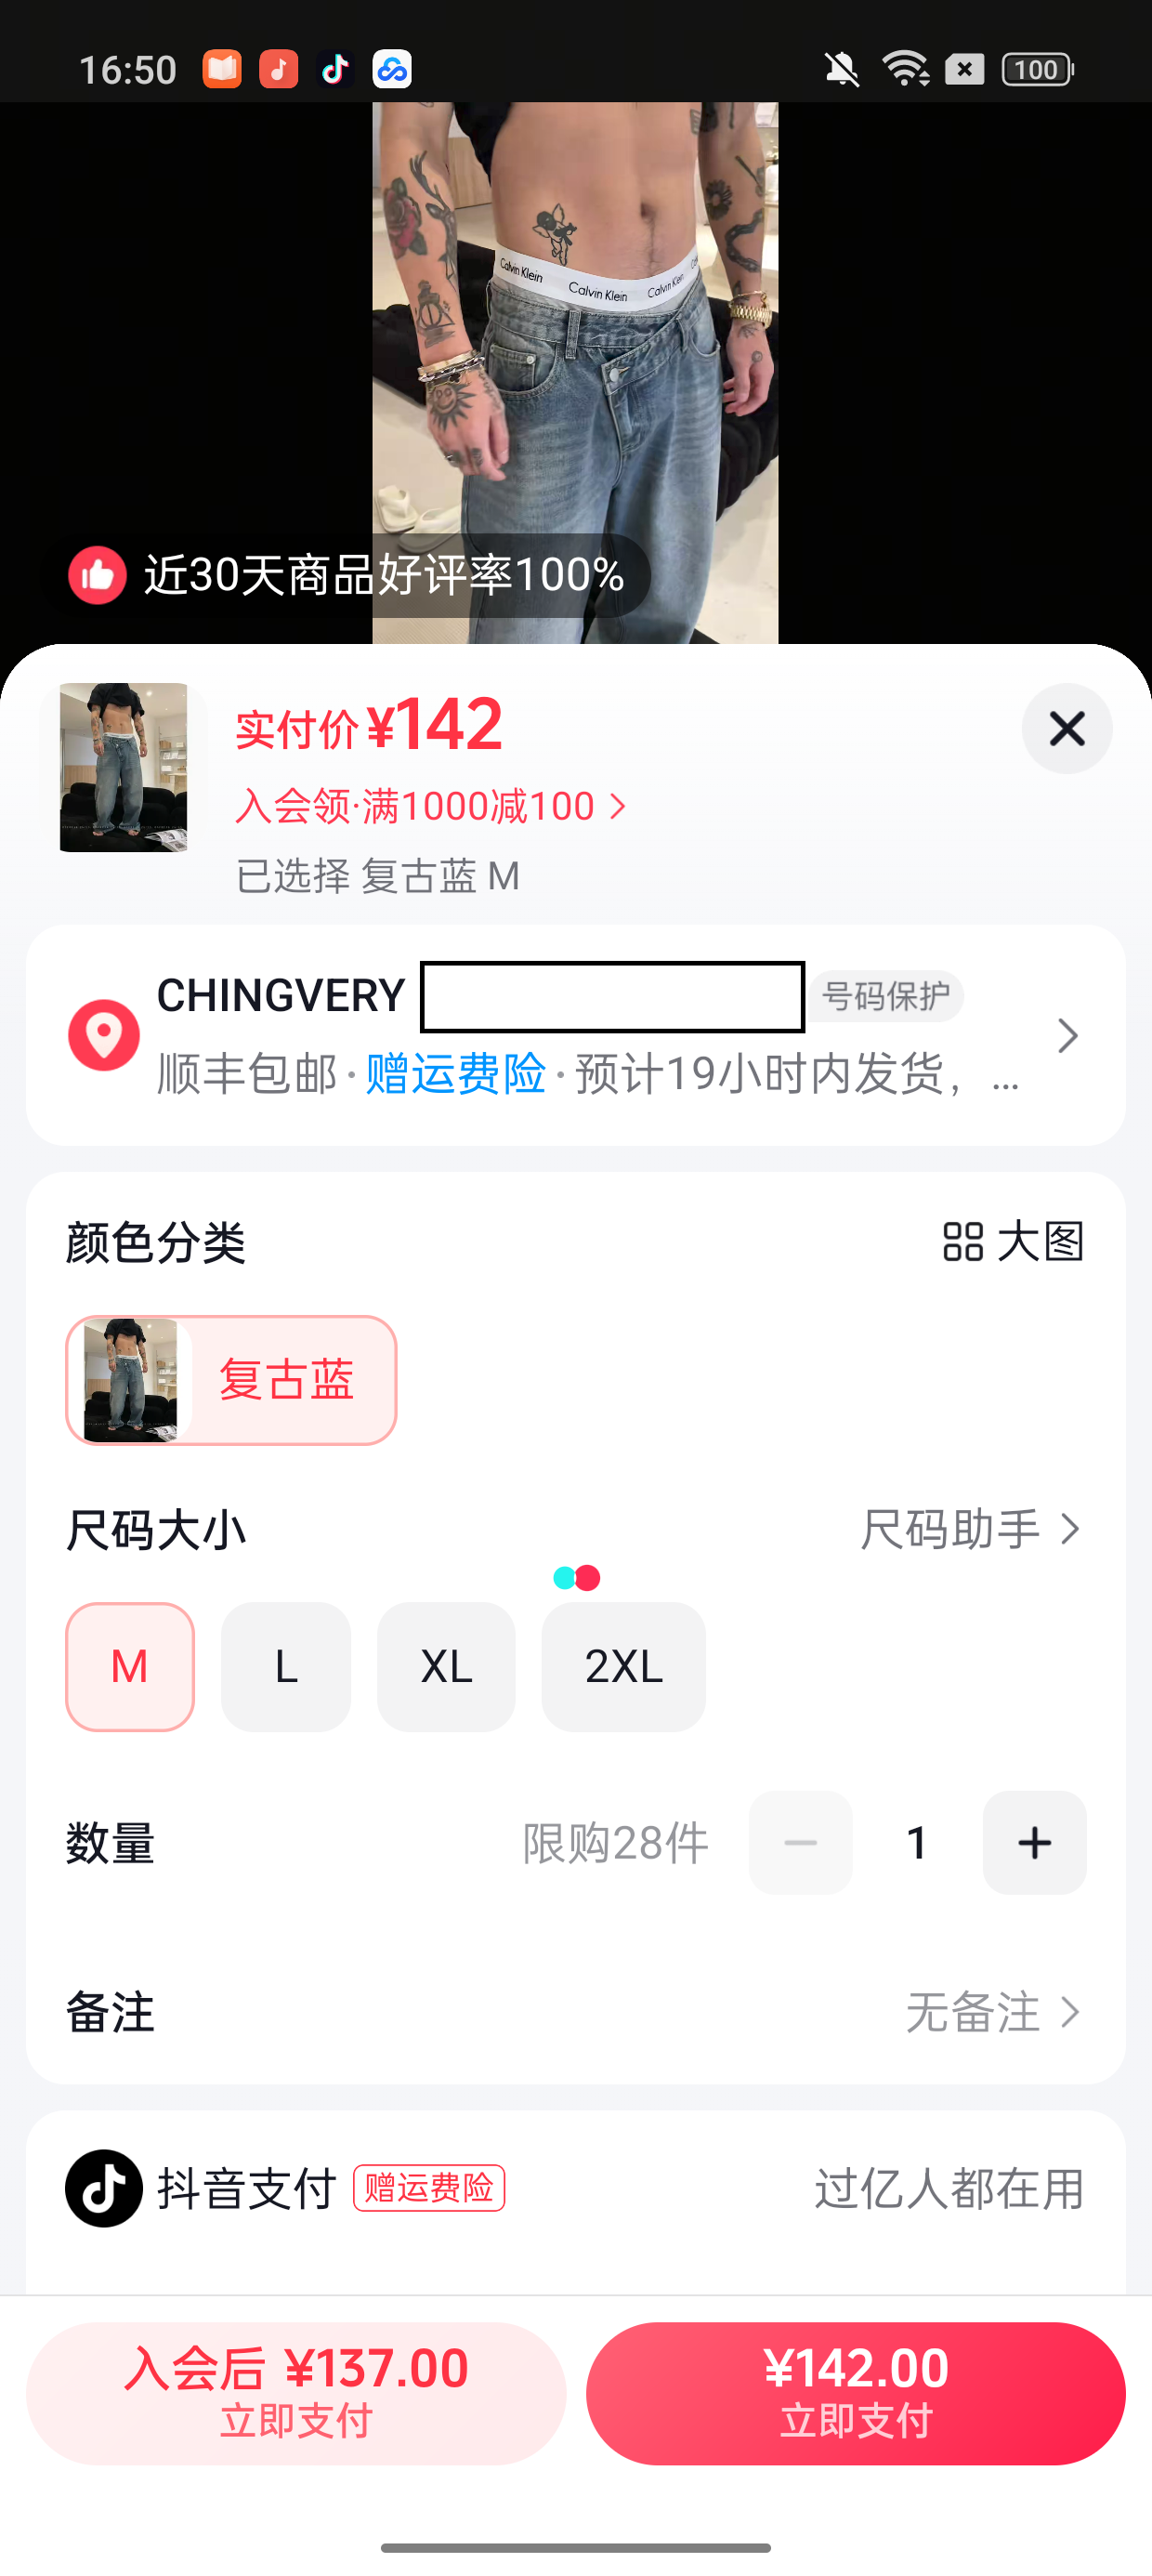 16:50
100
Calvin Klein Calvin Klein Calvin Klein
近30天商品好评率100%
实付价 ¥142
入会领·满1000减100
已选择 复古蓝 M
CHINGVERY 号码保护
顺丰包邮·赠运费险·预计19小时内发货，...
颜色分类 大图
复古蓝
尺码大小 尺码助手
M L XL 2XL
数量 限购28件 1
备注 无备注
抖音支付 赠运费险 过亿人都在用
入会后 ¥137.00 ¥142.00
立即支付 立即支付